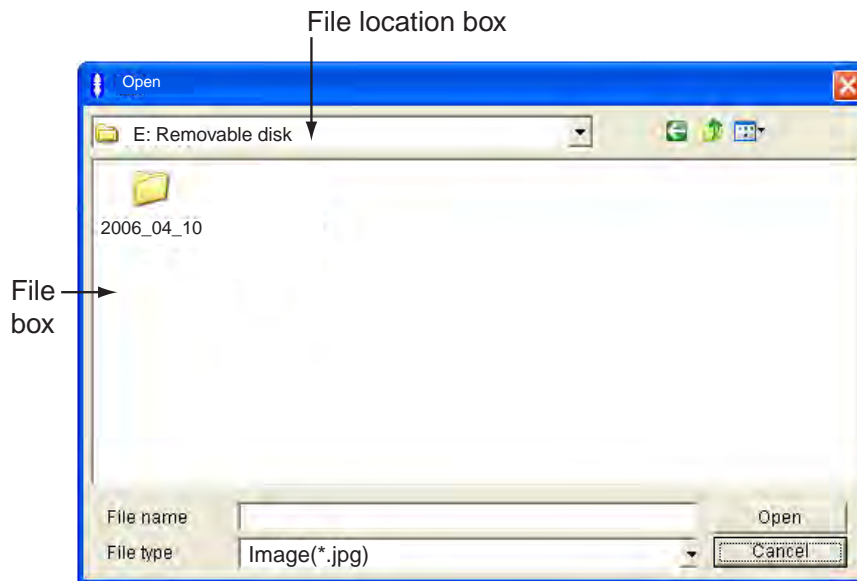 File location box
Open
E: Removable disk
2006_04_10
File
box
File name
Open
File type
Image(*.jpg)
Cancel